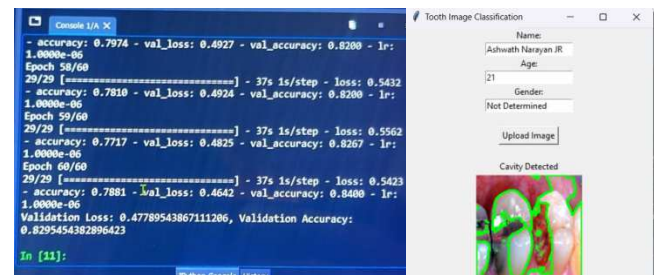 Console 1/A X
- accuracy: 0.7974 - val_loss: 0.4927 - val_accuracy: 0.8200 - lr:
1.0000e-06
Epoch 58/60
29/29 [==============================] - 37s 1s/step - loss: 0.5432
- accuracy: 0.7810 - val_loss: 0.4924 - val_accuracy: 0.8200 - lr:
1.0000e-06
Epoch 59/60
29/29 [==============================] - 37s 1s/step - loss: 0.5562
- accuracy: 0.7717 - val_loss: 0.4825 - val_accuracy: 0.8267 - lr:
1.0000e-06
Epoch 60/60
29/29 [==============================] - 37s 1s/step - loss: 0.5423
- accuracy: 0.7881 - val_loss: 0.4642 - val_accuracy: 0.8400 - lr:
1.0000e-06
Validation Loss: 0.47789543867111206, Validation Accuracy:
0.8295454382896423
In [11]:
Tooth Image Classification
Name:
Ashwath Narayan JR
Age:
21
Gender:
Not Determined
Upload Image
Cavity Detected